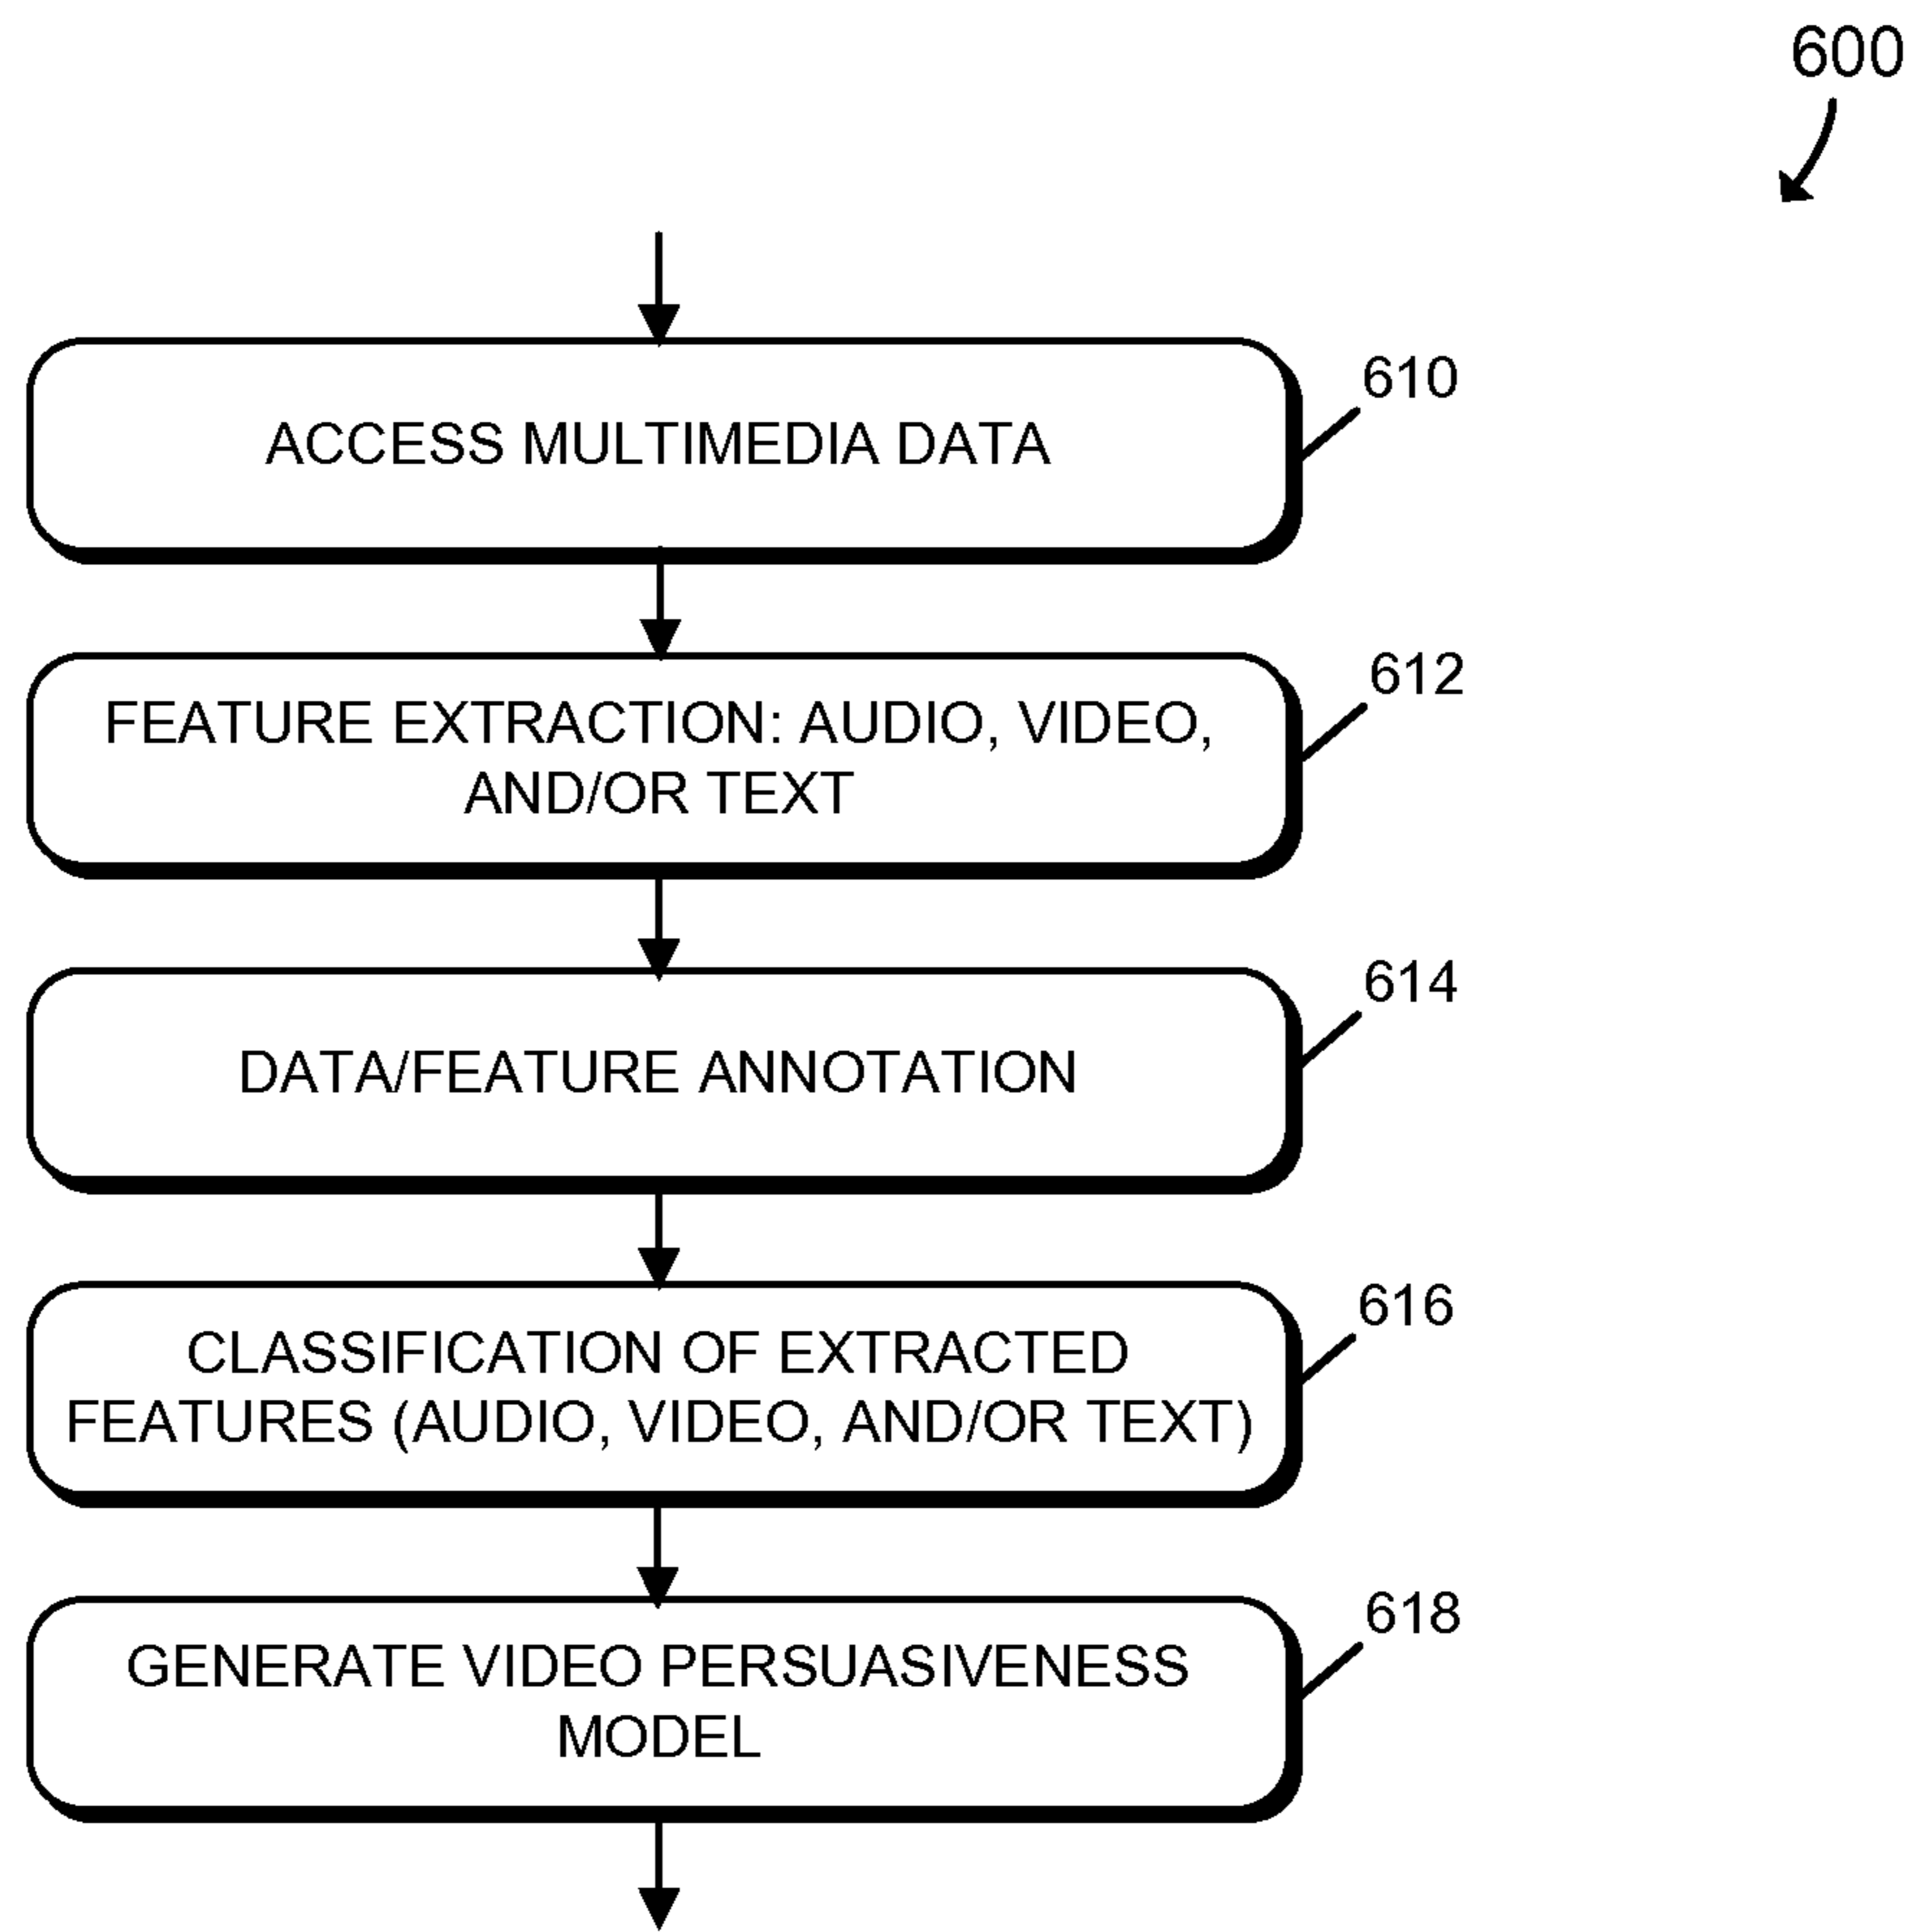 600
ACCESS MULTIMEDIA DATA
610
FEATURE EXTRACTION: AUDIO, VIDEO,
AND/OR TEXT
612
DATA/FEATURE ANNOTATION
614
CLASSIFICATION OF EXTRACTED
FEATURES (AUDIO, VIDEO, AND/OR TEXT)
616
GENERATE VIDEO PERSUASIVENESS
MODEL
618